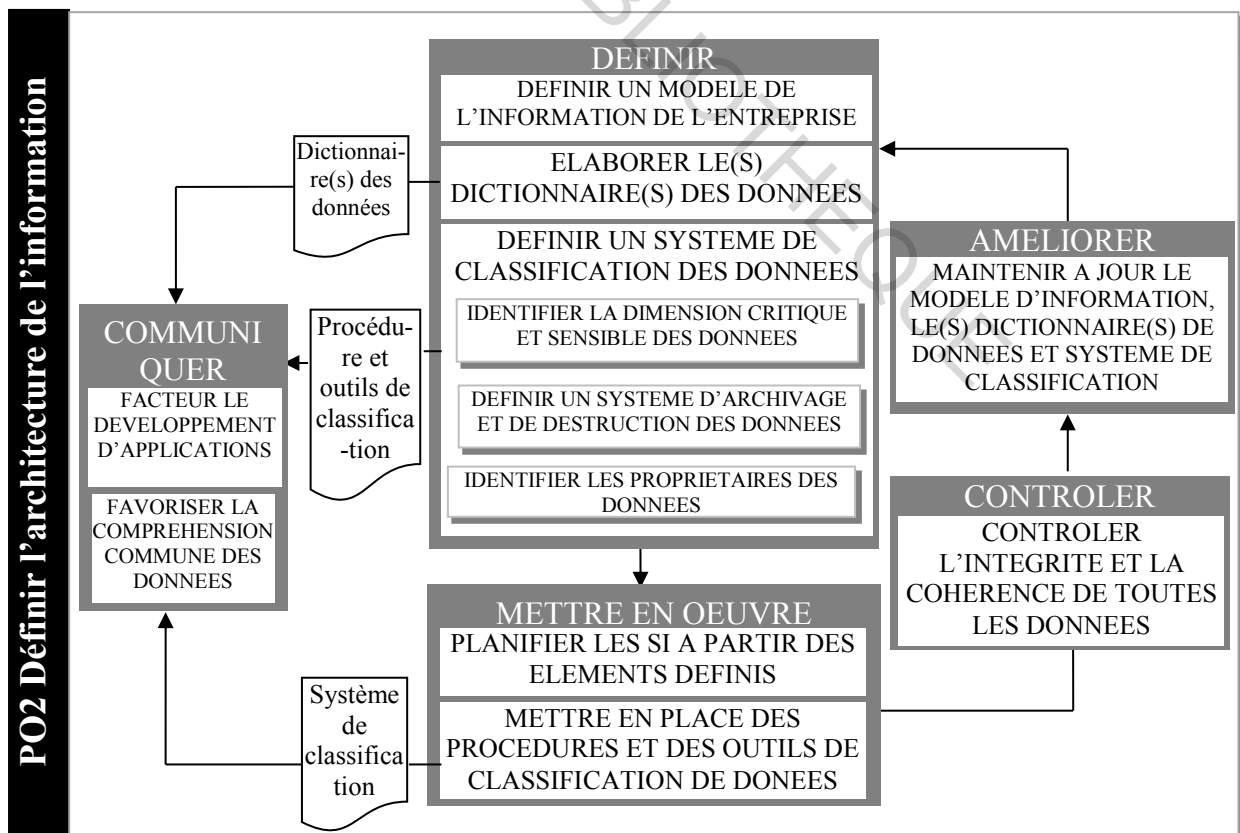 PO2 Définir l'architecture de l'information
BLIOTHEQUE
DEFINIR
DEFINIR UN MODELE DE
L'INFORMATION DE L'ENTREPRISE
ELABORER LE(S)
DICTIONNAIRE(S) DES DONNEES
DEFINIR UN SYSTEME DE
CLASSIFICATION DES DONNEES
IDENTIFIER LA DIMENSION CRITIQUE
ET SENSIBLE DES DONNEES
DEFINIR UN SYSTEME D'ARCHIVAGE
ET DE DESTRUCTION DES DONNEES
IDENTIFIER LES PROPRIETAIRES DES
DONNEES
Dictionnai-
re(s) des
données
Procédu-
re et
outils de
classifica
-tion
COMMUNI
QUER
FACTEUR LE
DEVELOPPEMENT
D'APPLICATIONS
FAVORISER LA
COMPREHENSION
COMMUNE DES
DONNEES
AMELIORER
MAINTENIR A JOUR LE
MODELE D'INFORMATION,
LE(S) DICTIONNAIRE(S) DE
DONNEES ET SYSTEME DE
CLASSIFICATION
CONTROLER
CONTROLER
L'INTEGRITE ET LA
COHERENCE DE TOUTES
LES DONNEES
METTRE EN OEUVRE
PLANIFIER LES SI A PARTIR DES
ELEMENTS DEFINIS
METTRE EN PLACE DES
PROCEDURES ET DES OUTILS DE
CLASSIFICATION DE DONEES
Système
de
classifica
tion